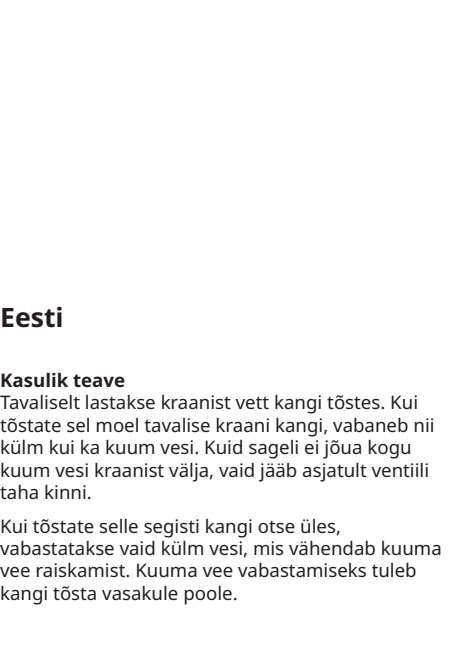 Eesti
Kasulik teave
Tavaliselt lastakse kraanist vett kangi tõstes. Kui
tõstate sel moel tavalise kraani kangi, vabaneb nii
külm kui ka kuum vesi. Kuid sageli ei jõua kogu
kuum vesi kraanist välja, vaid jääb asjatult ventiili
taha kinni.
Kui tõstate selle segisti kangi otse üles,
vabastatakse vaid külm vesi, mis vähendab kuuma
vee raiskamist. Kuuma vee vabastamiseks tuleb
kangi tõsta vasakule poole.